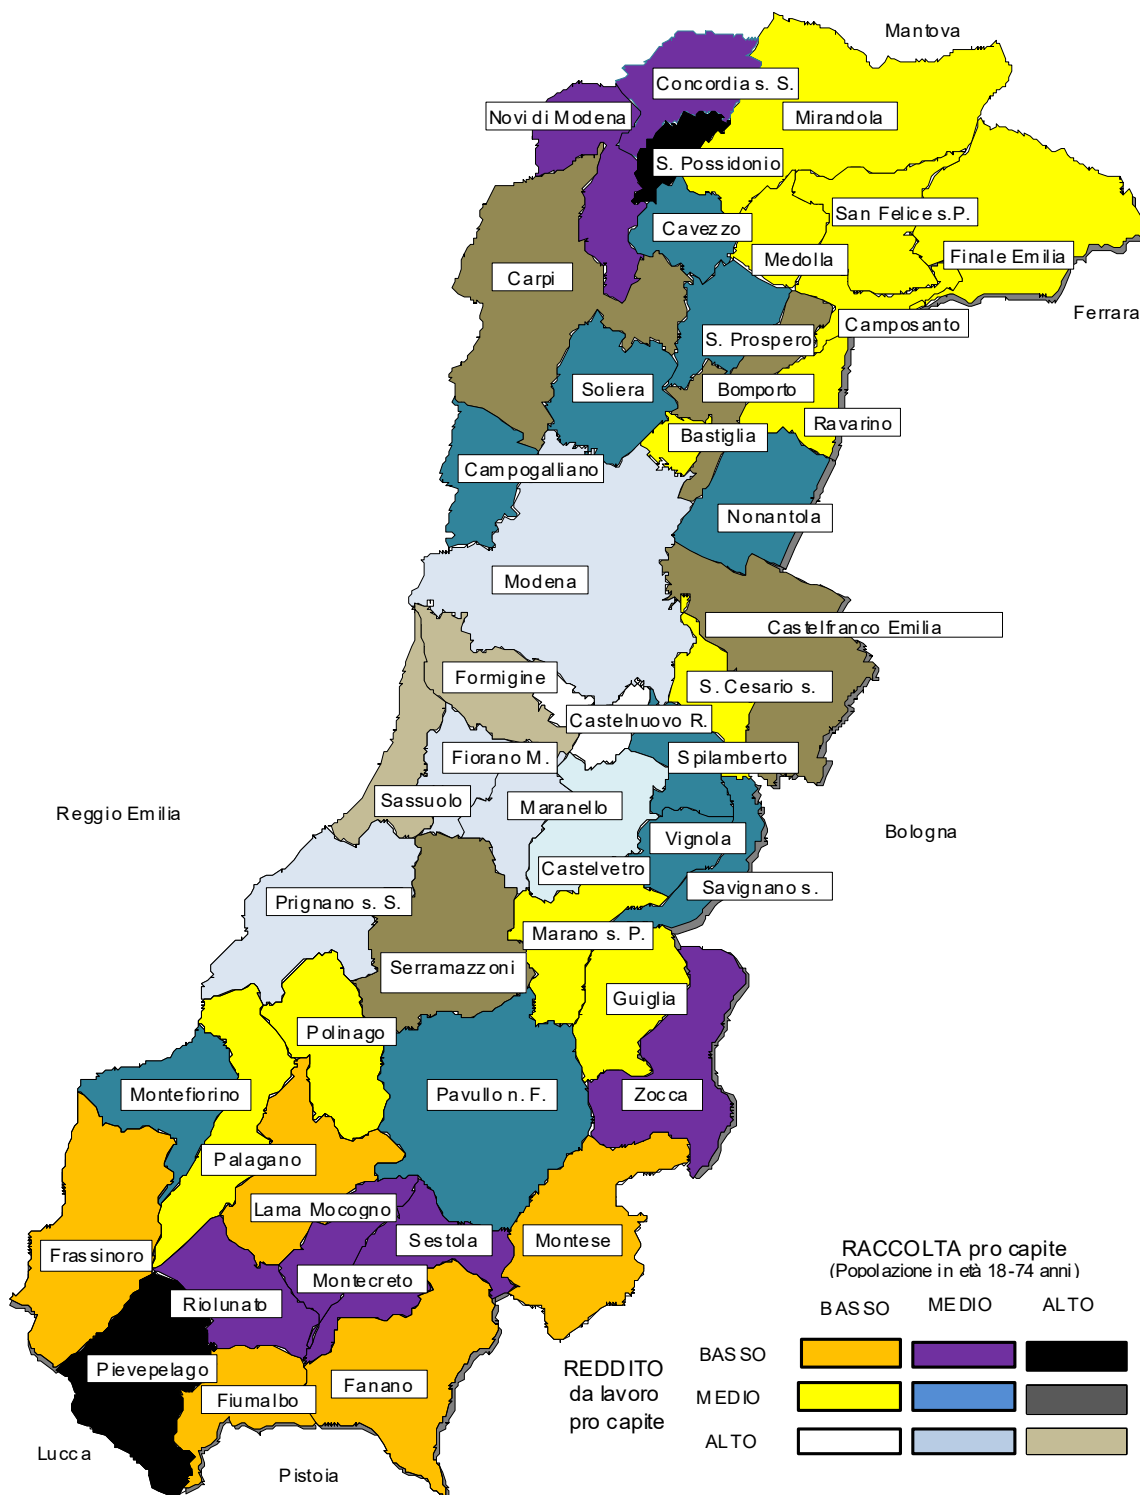 Mantova
Concordia s. S.
Novi di Modena
Mirandola
S. Possidonio
San Felice s.P.
Cavezzo
Medolla
Finale Emilia
Carpi
Ferrara
Camposanto
S. Prospero
Soliera
Bomporto
Ravarino
Bastiglia
Campogalliano
Nonantola
Modena
Castelfranco Emilia
Formigine
S. Cesario s.
Castelnuovo R.
Fiorano M.
Spilamberto
Sassuolo
Maranello
Reggio Emilia
Vignola
Bologna
Castelvetro
Savignano s.
Prignano s. S.
Marano s. P.
Serramazzoni
Guiglia
Polinago
Montefiorino
Pavullo n. F.
Zocca
Palagano
Lama Mocogno
Frassinoro
Sestola
Montese
Montecreto
Riolunato
Pievepelago
Fanano
Fiumalbo
Lucca
Pistoia
RACCOLTA pro capite
(Popolazione in età 18-74 anni)
BASSO MEDIO ALTO
REDDITO
da lavoro
pro capite
BASSO
MEDIO
ALTO